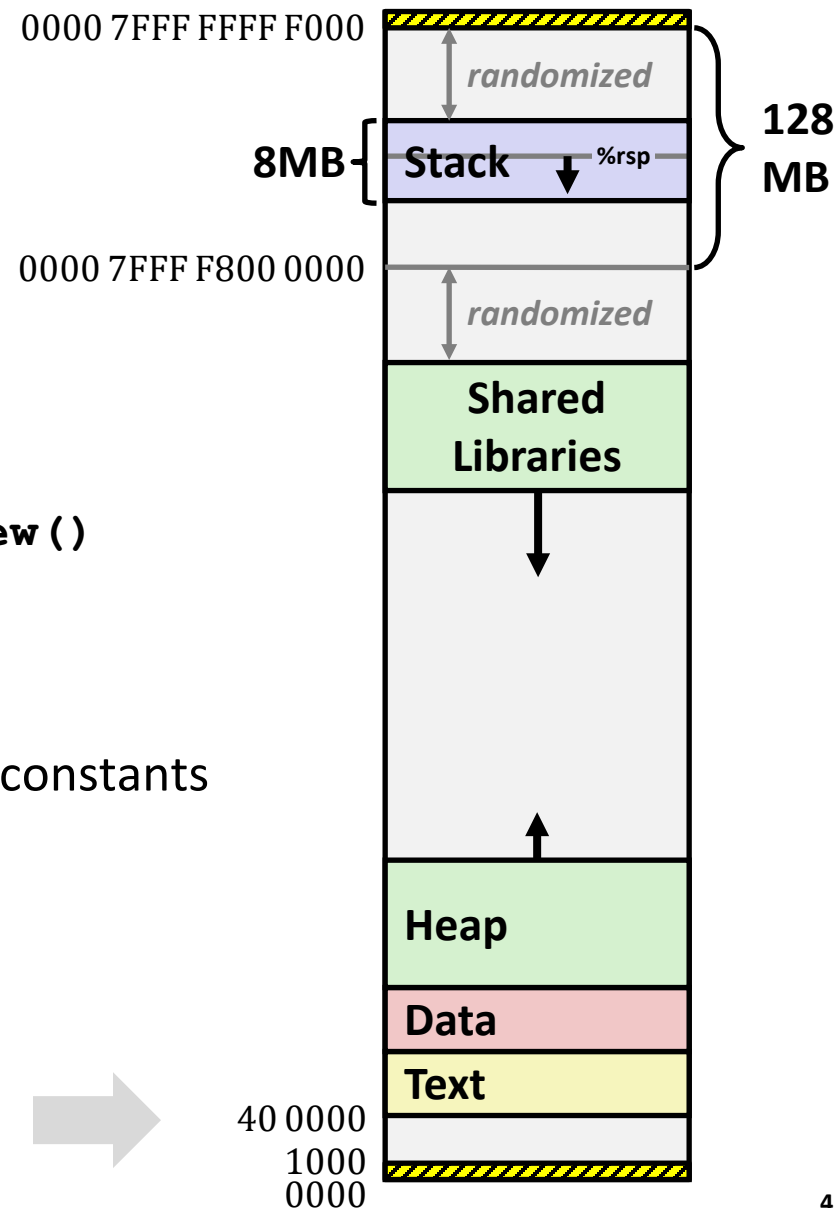 0000 7FFF FFFF F000
randomized
128
MB
8MB
Stack
%rsp
0000 7FFF F800 0000
randomized
Shared
Libraries
ew()
constants
Heap
Data
Text
40 0000
1000
0000
4